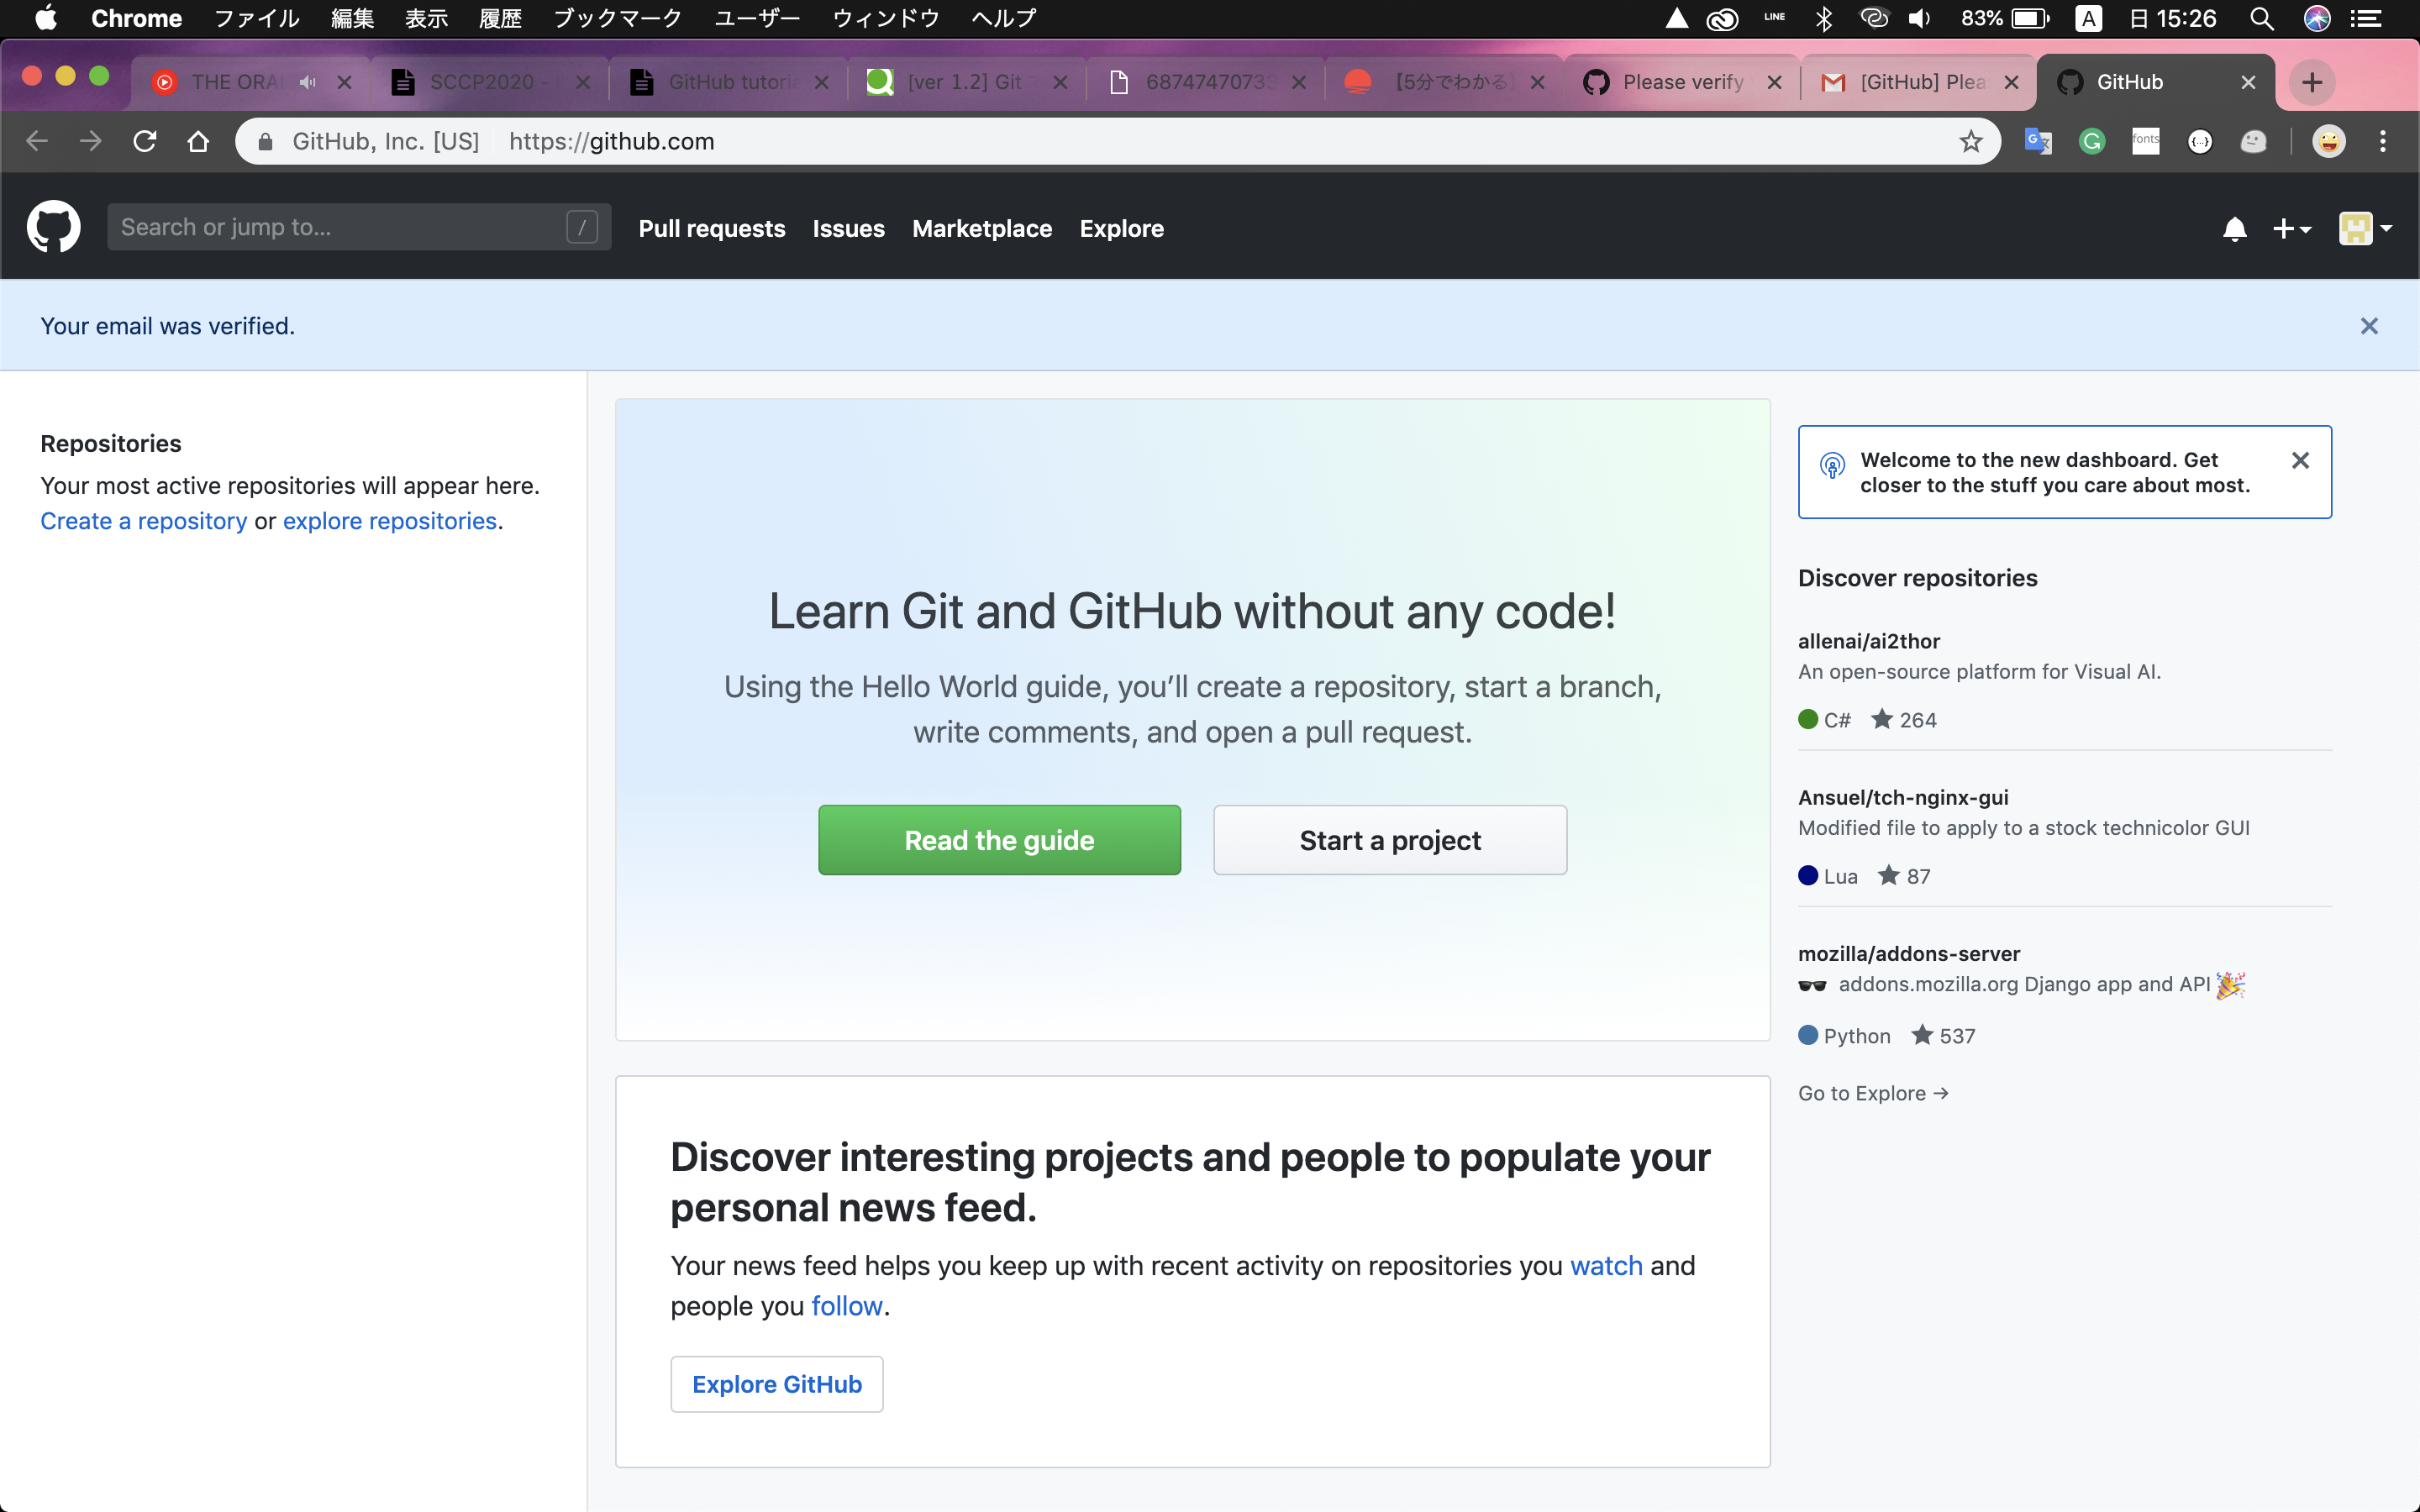 Chrome ファイル 編集 表示 履歴 ブックマーク ユーザー ウィンドウ ヘルプ LINE 83% A 日 15:26
THE ORA SCCP2020 - GitHub tutoria [ver 1.2] Git 68747470733 [5分でわかる] Please verify [GitHub] Plea GitHub
GitHub, Inc. [US] https://github.com fonts
Search or jump to... / Pull requests Issues Marketplace Explore
Your email was verified.
Repositories
Your most active repositories will appear here.
Create a repository or explore repositories.
Learn Git and GitHub without any code!
Using the Hello World guide, you’ll create a repository, start a branch,
write comments, and open a pull request.
Read the guide Start a project
Discover interesting projects and people to populate your
personal news feed.
Your news feed helps you keep up with recent activity on repositories you watch and
people you follow.
Explore GitHub
Welcome to the new dashboard. Get
closer to the stuff you care about most.
Discover repositories
allenai/ai2thor
An open-source platform for Visual AI.
C# ★ 264
Ansuel/tch-nginx-gui
Modified file to apply to a stock technicolor GUI
Lua ★ 87
mozilla/addons-server
🕶 addons.mozilla.org Django app and API 🎉
Python ★ 537
Go to Explore →